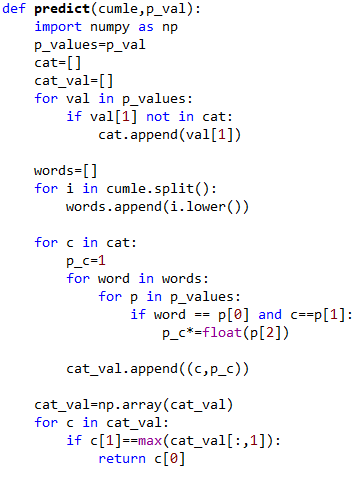 def predict(cumle,p_val):
    import numpy as np
    p_values=p_val
    cat=[]
    cat_val=[]
    for val in p_values:
        if val[1] not in cat:
            cat.append(val[1])

    words=[]
    for i in cumle.split():
        words.append(i.lower())

    for c in cat:
        p_c=1
        for word in words:
            for p in p_values:
                if word == p[0] and c==p[1]:
                    p_c*=float(p[2])

        cat_val.append((c,p_c))

    cat_val=np.array(cat_val)
    for c in cat_val:
        if c[1]==max(cat_val[:,1]):
            return c[0]